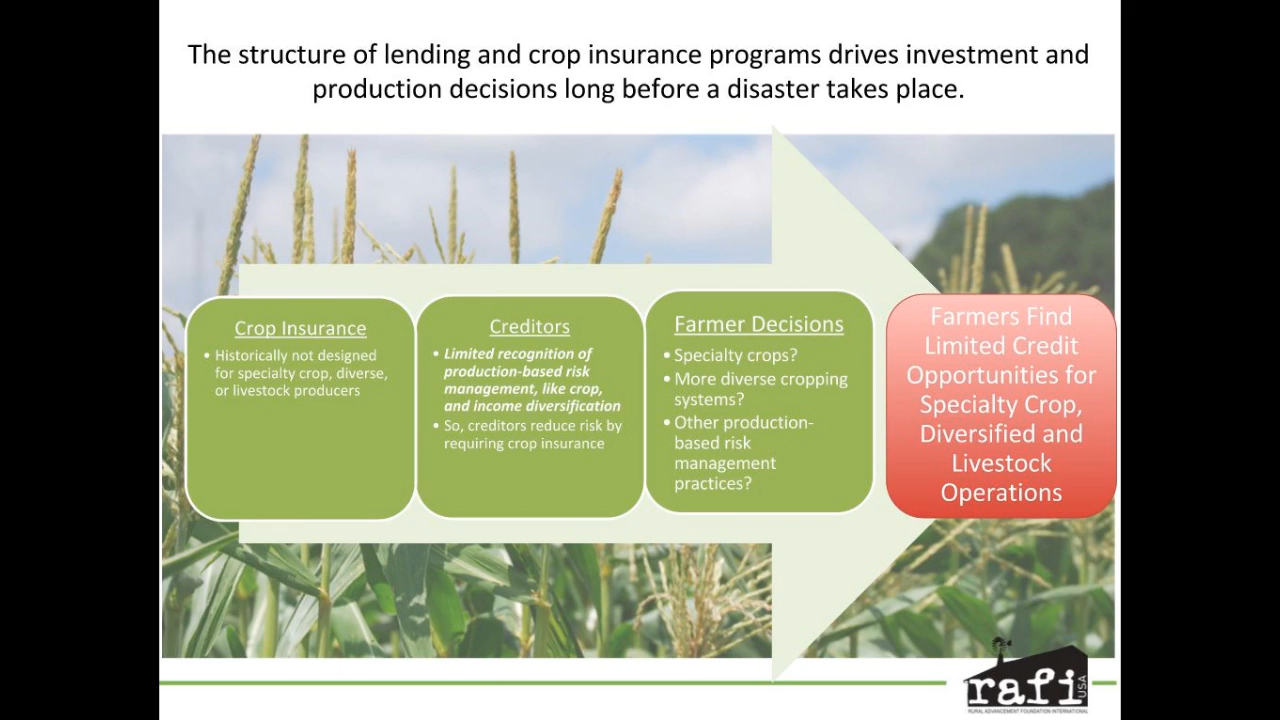 The structure of lending and crop insurance programs drives investment and
production decisions long before a disaster takes place.
Crop Insurance
• Historically not designed
for specialty crop, diverse,
or livestock producers
Creditors
• Limited recognition of
production-based risk
management, like crop,
and income diversification
• So, creditors reduce risk by
requiring crop insurance
Farmer Decisions
• Specialty crops?
• More diverse cropping
systems?
• Other production-
based risk
management
practices?
Farmers Find
Limited Credit
Opportunities for
Specialty Crop,
Diversified and
Livestock
Operations
rafi
USA
RURAL ADVANCEMENT FOUNDATION INTERNATIONAL